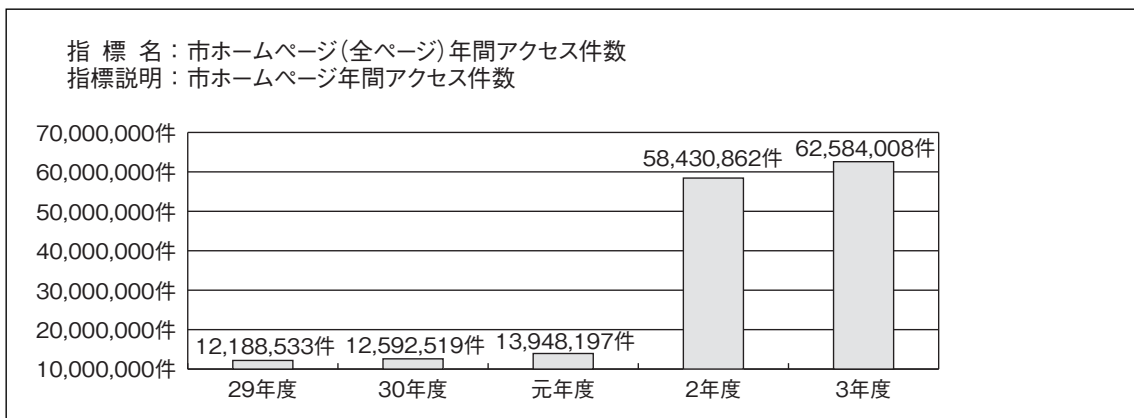 指標名：市ホームページ（全ページ）年間アクセス件数
指標説明：市ホームページ年間アクセス件数
70,000,000件
60,000,000件
50,000,000件
40,000,000件
30,000,000件
20,000,000件
10,000,000件
12,188,533件
12,592,519件
13,948,197件
58,430,862件
62,584,008件
29年度
30年度
元年度
2年度
3年度